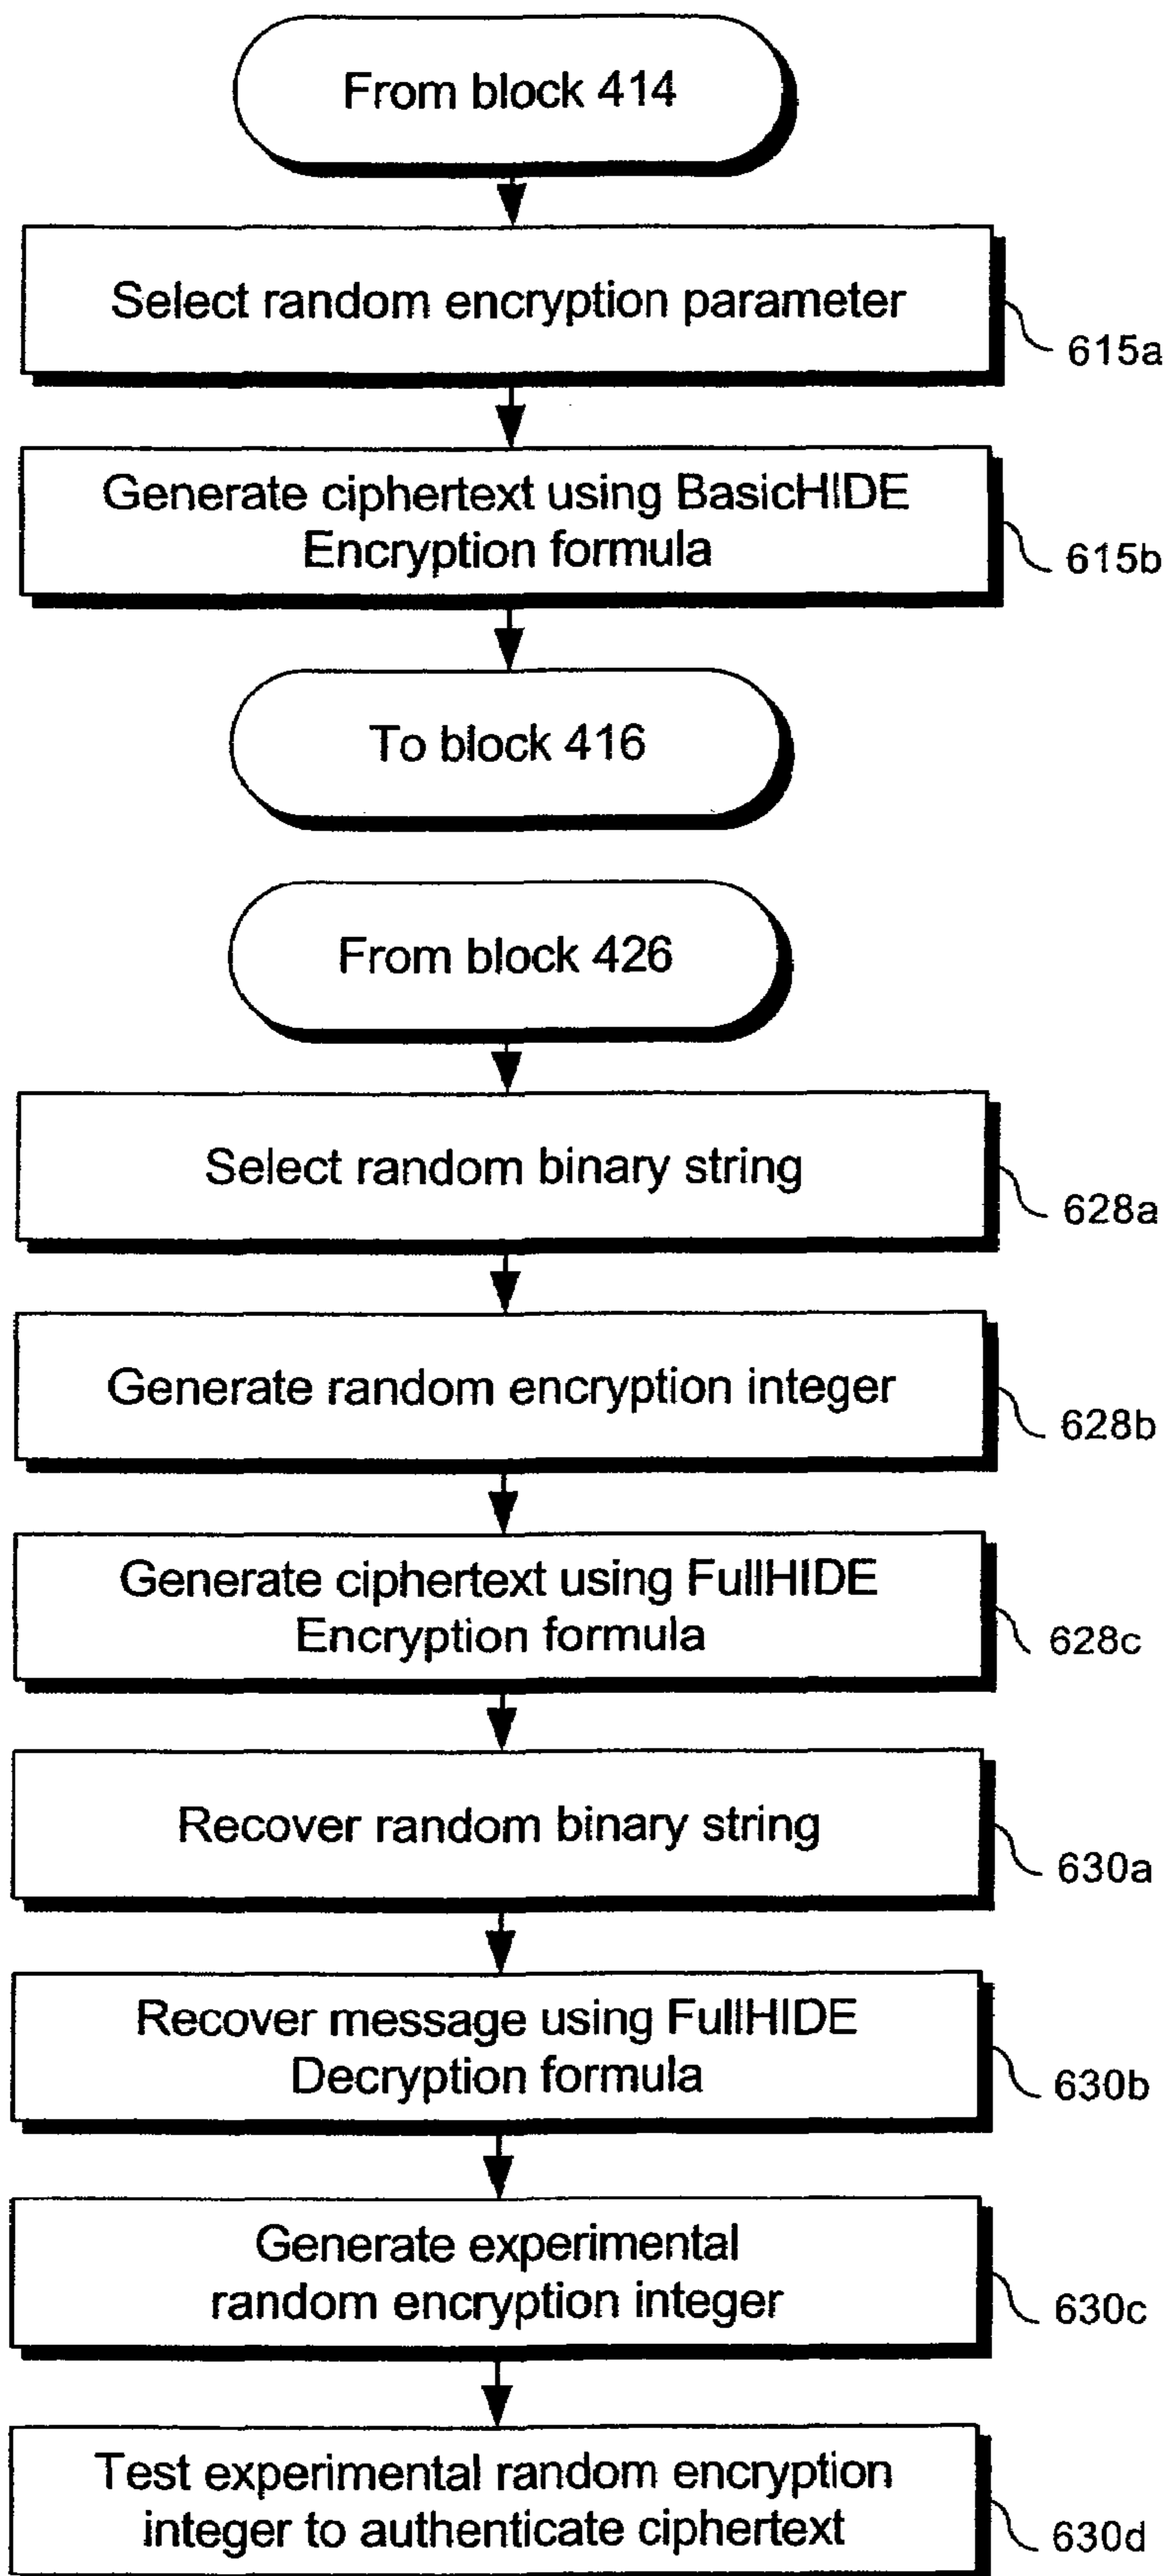 From block 414
Select random encryption parameter
615a
Generate ciphertext using BasicHIDE
Encryption formula
615b
To block 416
From block 426
Select random binary string
628a
Generate random encryption integer
628b
Generate ciphertext using FullHIDE
Encryption formula
628c
Recover random binary string
630a
Recover message using FullHIDE
Decryption formula
630b
Generate experimental
random encryption integer
630c
Test experimental random encryption
integer to authenticate ciphertext
630d